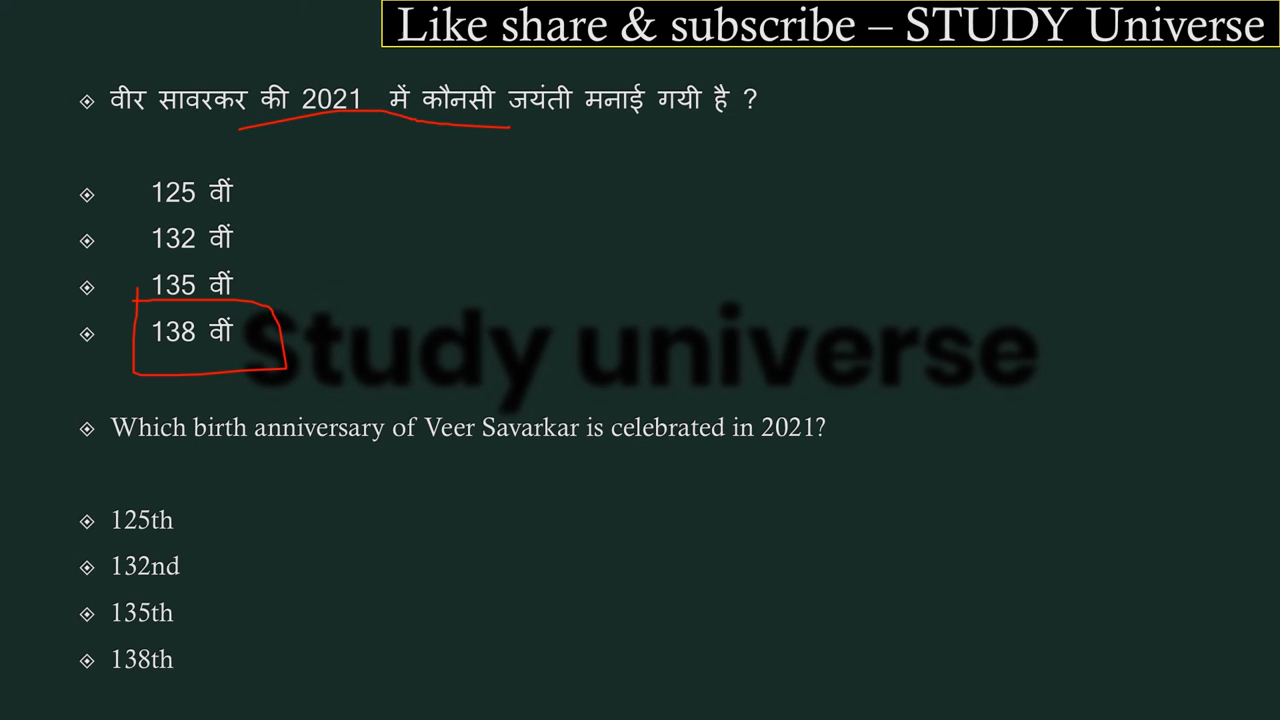 Like share & subscribe – STUDY Universe
वीर सावरकर की 2021 में कौनसी जयंती मनाई गयी है ?
125 वीं
132 वीं
135 वीं
138 वीं
Study universe
Which birth anniversary of Veer Savarkar is celebrated in 2021?
125th
132nd
135th
138th